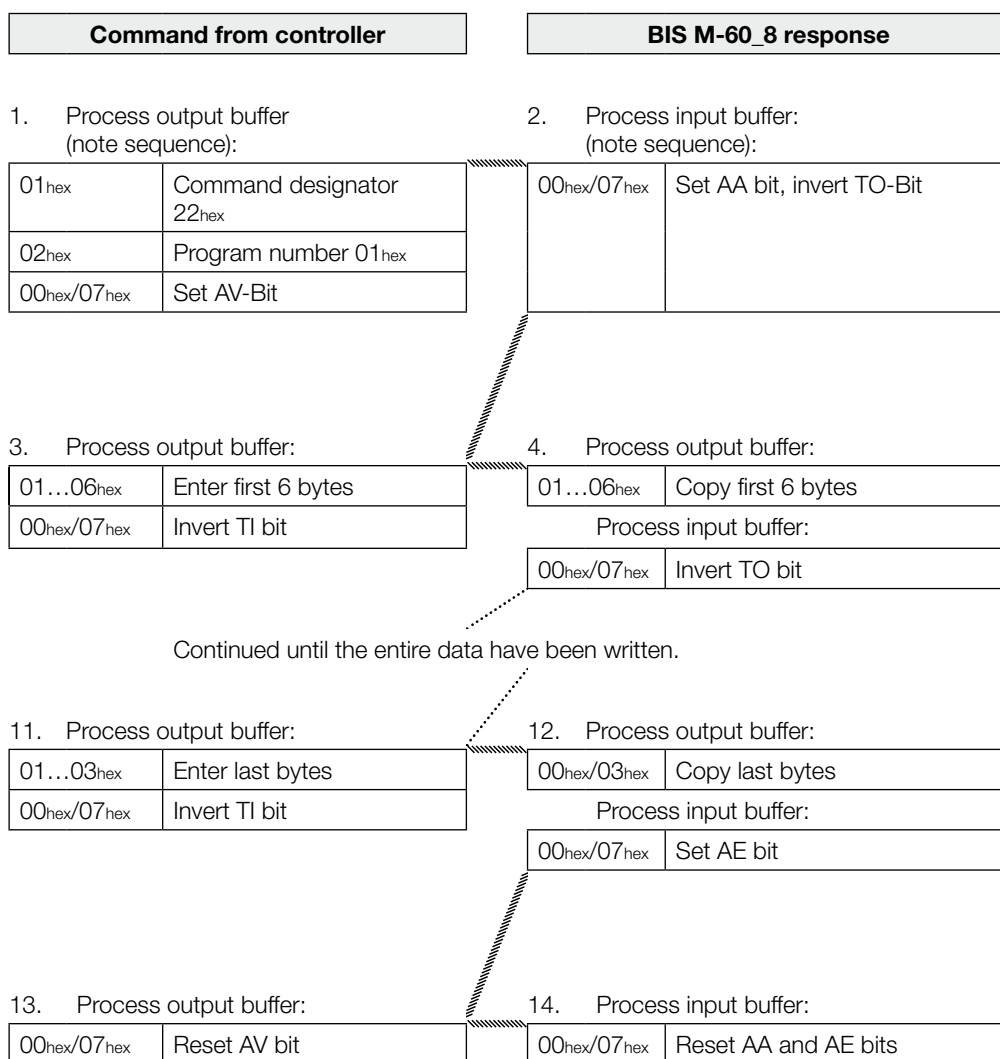 Command from controller
BIS M-60_8 response
1. Process output buffer
(note sequence):
2. Process input buffer:
(note sequence):
01hex Command designator
22hex
02hex Program number 01hex
00hex/07hex Set AV-Bit
00hex/07hex Set AA bit, invert TO-Bit
3. Process output buffer:
01…06hex Enter first 6 bytes
00hex/07hex Invert TI bit
4. Process output buffer:
01…06hex Copy first 6 bytes
Process input buffer:
00hex/07hex Invert TO bit
Continued until the entire data have been written.
11. Process output buffer:
01…03hex Enter last bytes
00hex/07hex Invert TI bit
12. Process output buffer:
00hex/03hex Copy last bytes
Process input buffer:
00hex/07hex Set AE bit
13. Process output buffer:
00hex/07hex Reset AV bit
14. Process input buffer:
00hex/07hex Reset AA and AE bits